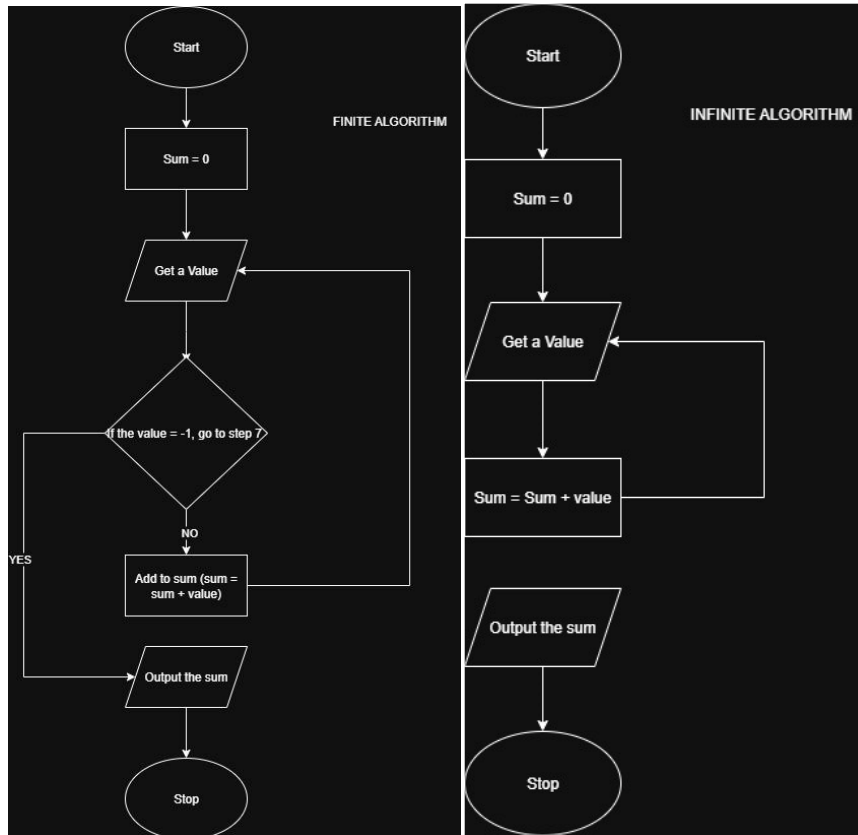 Start
FINITE ALGORITHM
Sum = 0
Get a Value
If the value = -1, go to step 7
NO
YES
Add to sum (sum =
sum + value)
Output the sum
Stop
Start
INFINITE ALGORITHM
Sum = 0
Get a Value
Sum = Sum + value
Output the sum
Stop